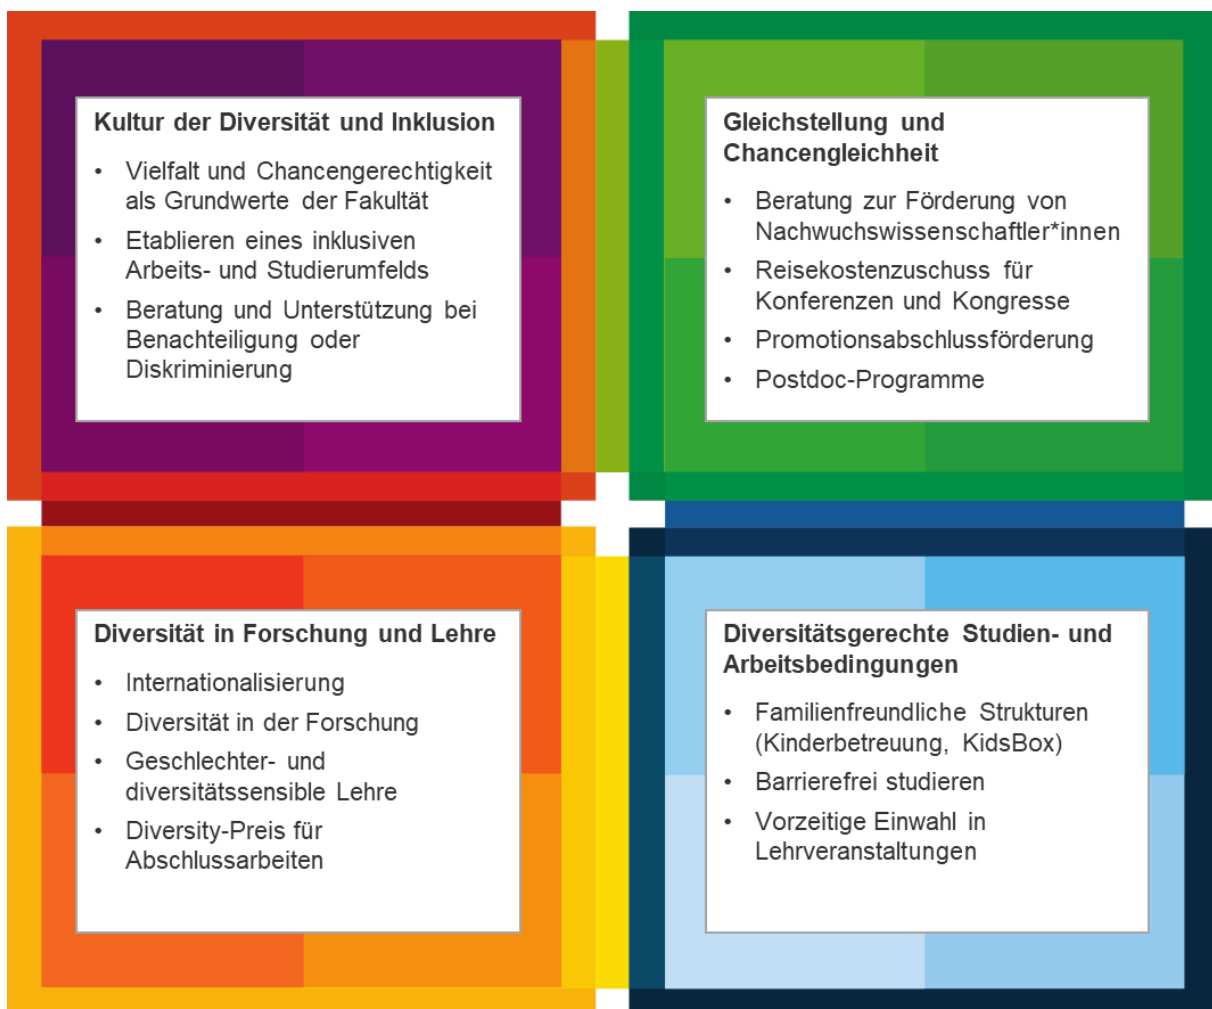 Kultur der Diversität und Inklusion
• Vielfalt und Chancengerechtigkeit
als Grundwerte der Fakultät
• Etablieren eines inklusiven
Arbeits- und Studierumfelds
• Beratung und Unterstützung bei
Benachteiligung oder
Diskriminierung
Gleichstellung und
Chancengleichheit
• Beratung zur Förderung von
Nachwuchswissenschaftler*innen
• Reisekostenzuschuss für
Konferenzen und Kongresse
• Promotionsabschlussförderung
• Postdoc-Programme
Diversität in Forschung und Lehre
• Internationalisierung
• Diversität in der Forschung
• Geschlechter- und
diversitätssensible Lehre
• Diversity-Preis für
Abschlussarbeiten
Diversitätsgerechte Studien- und
Arbeitsbedingungen
• Familienfreundliche Strukturen
(Kinderbetreuung, KidsBox)
• Barrierefrei studieren
• Vorzeitige Einwahl in
Lehrveranstaltungen